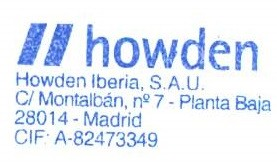 howden
Howden Iberia, S.A.U.
C/ Montalbán, nº 7 - Planta Baja
28014 - Madrid
CIF: A-82473349